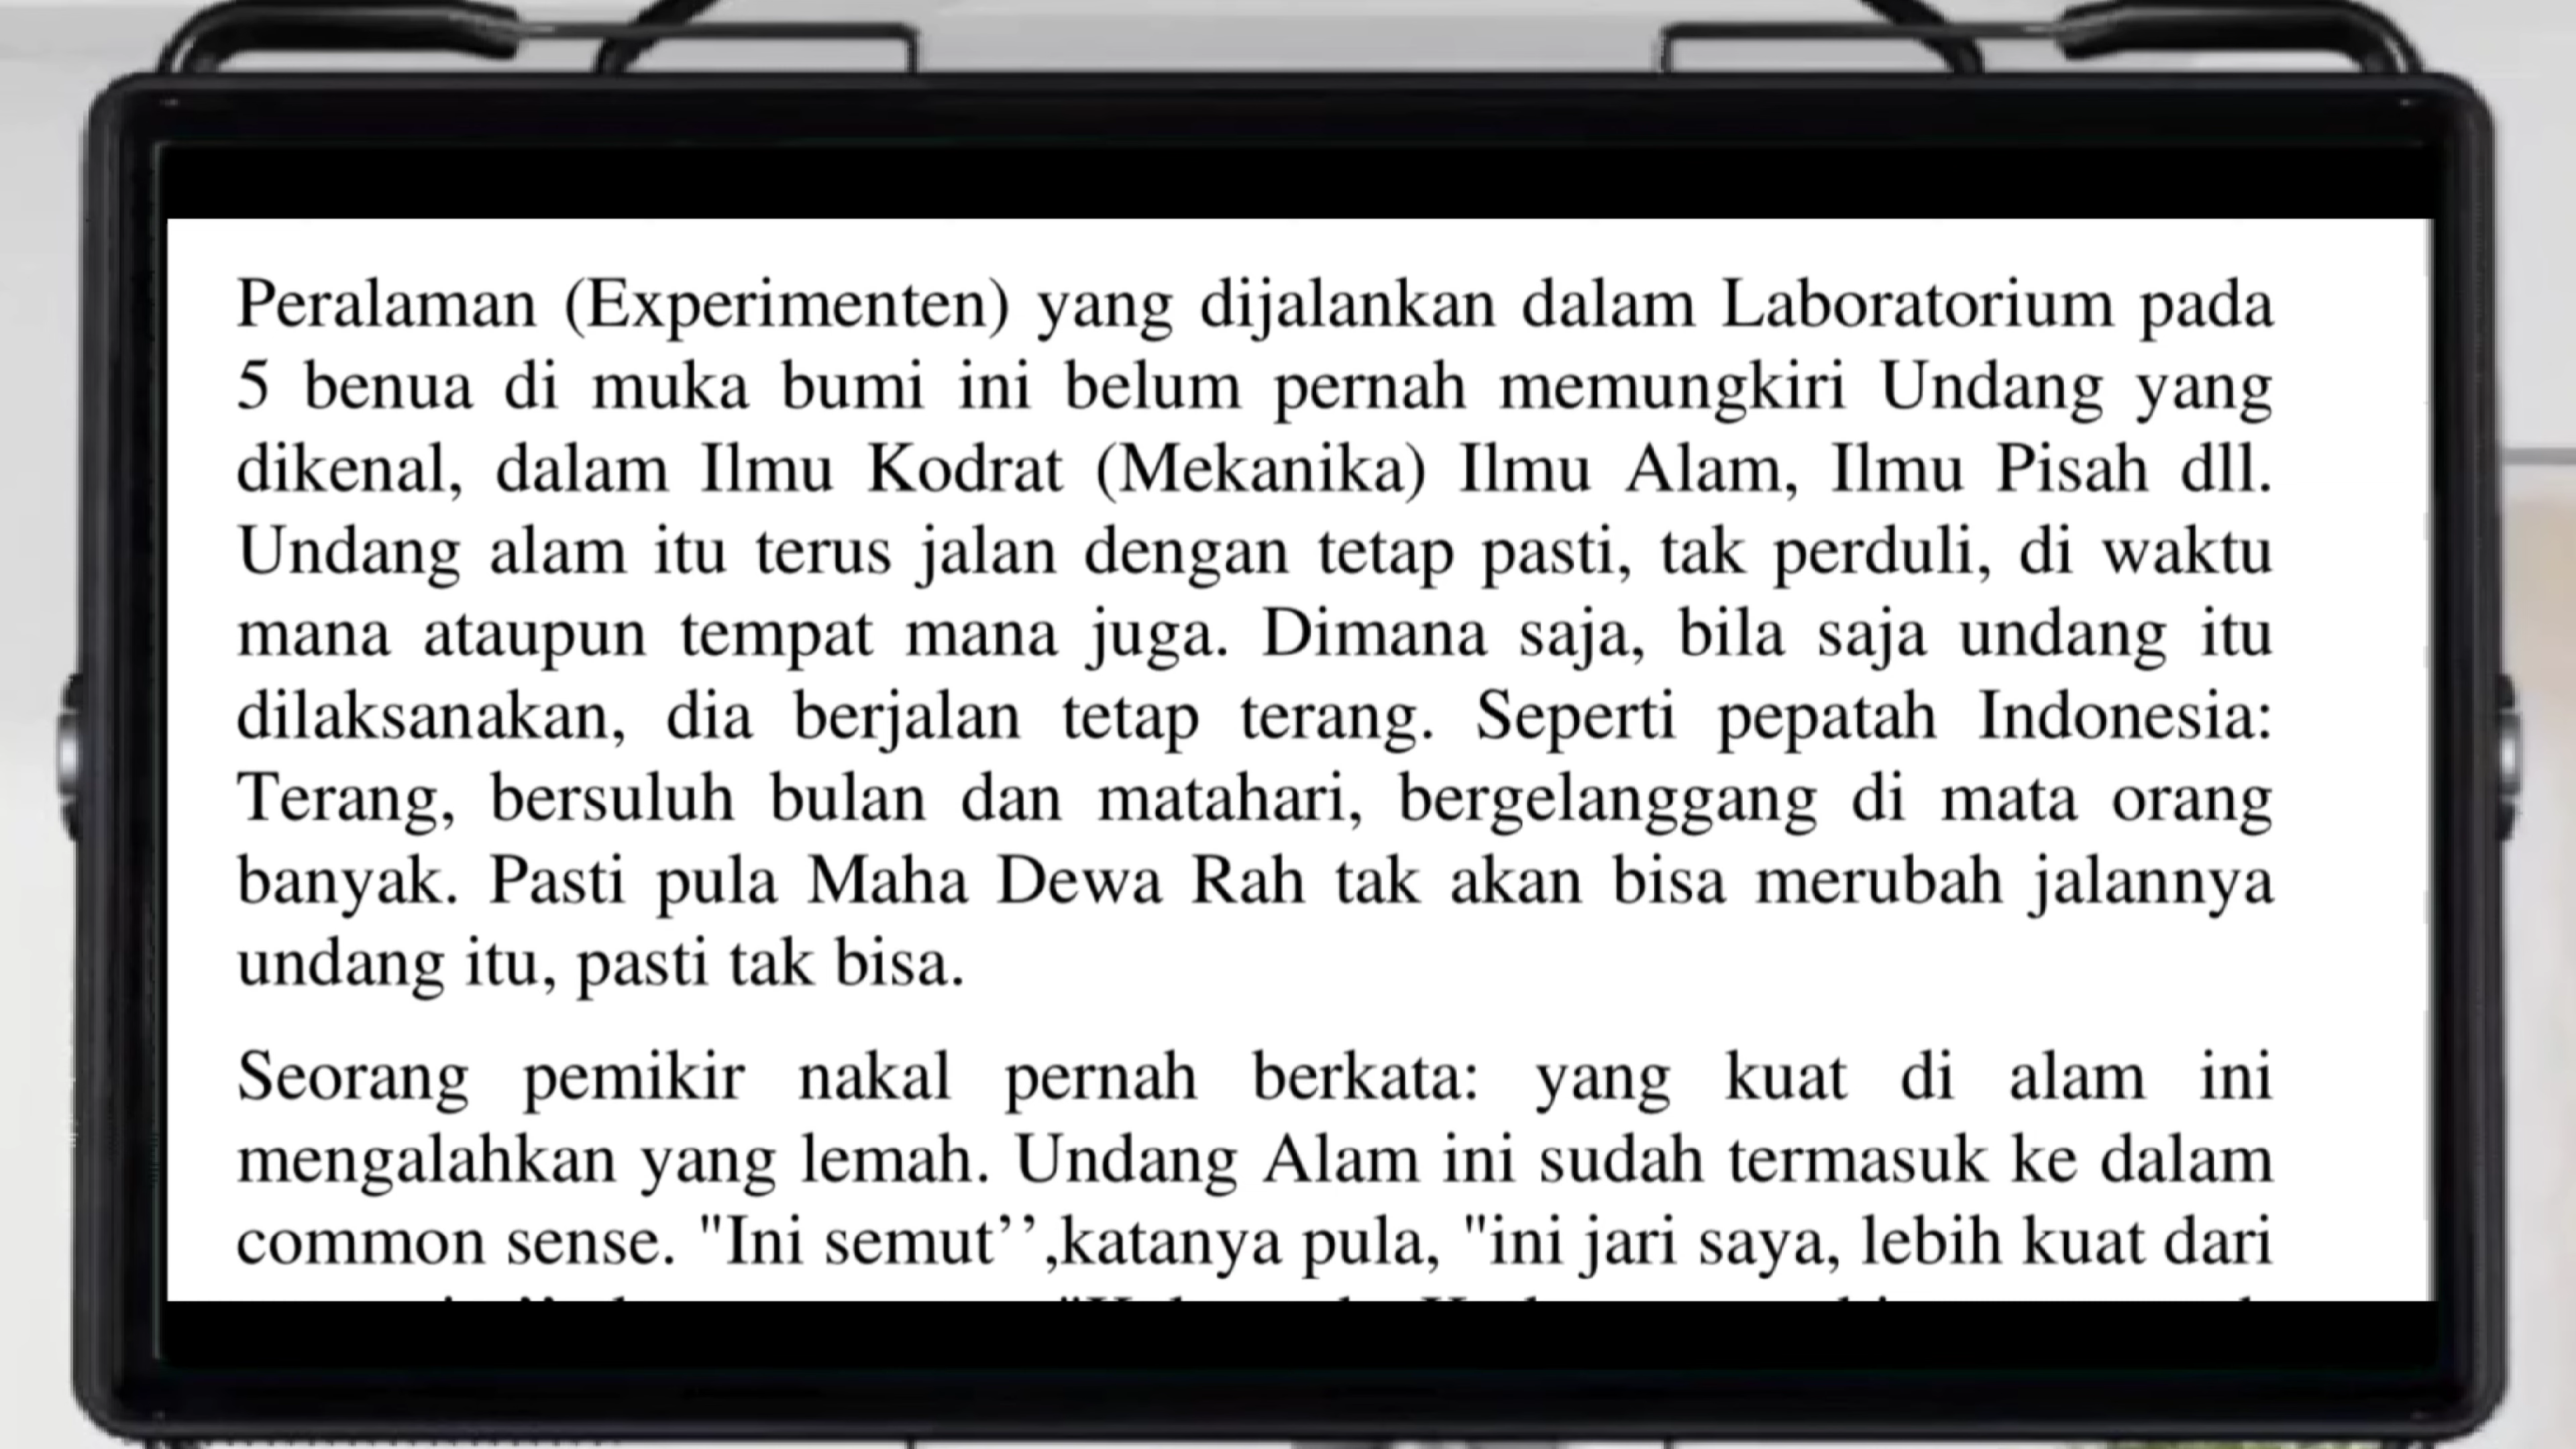 Peralaman (Experimenten) yang dijalankan dalam Laboratorium pada
5 benua di muka bumi ini belum pernah memungkiri Undang yang
dikenal, dalam Ilmu Kodrat (Mekanika) Ilmu Alam, Ilmu Pisah dll.
Undang alam itu terus jalan dengan tetap pasti, tak perduli, di waktu
mana ataupun tempat mana juga. Dimana saja, bila saja undang itu
dilaksanakan, dia berjalan tetap terang. Seperti pepatah Indonesia:
Terang, bersuluh bulan dan matahari, bergelanggang di mata orang
banyak. Pasti pula Maha Dewa Rah tak akan bisa merubah jalannya
undang itu, pasti tak bisa.
Seorang pemikir nakal pernah berkata: yang kuat di alam ini
mengalahkan yang lemah. Undang Alam ini sudah termasuk ke dalam
common sense. "Ini semut’’,katanya pula, "ini jari saya, lebih kuat dari